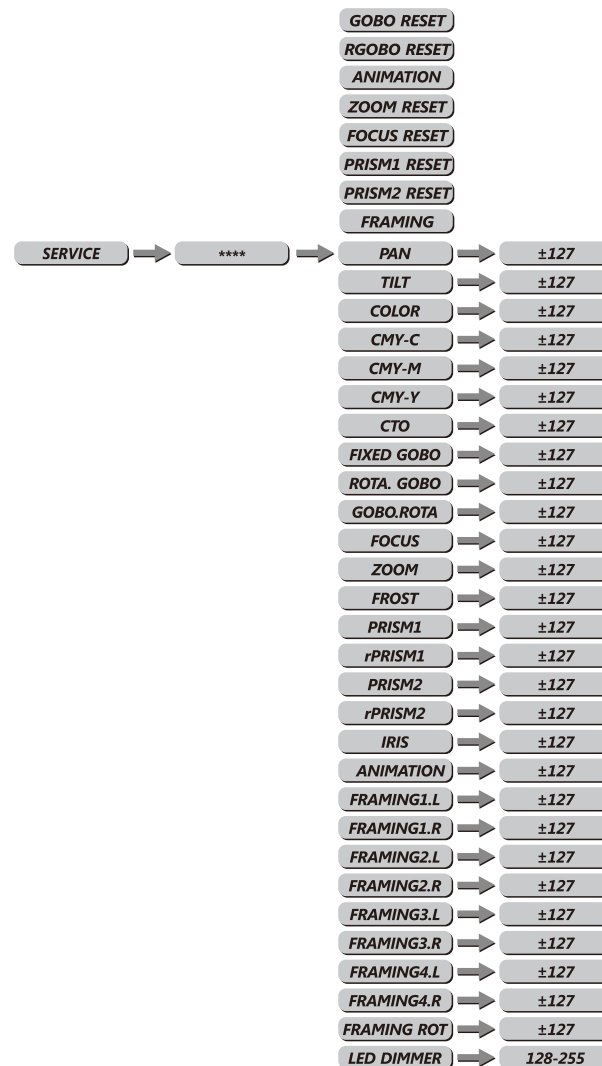 GOBO RESET
RGOBO RESET
ANIMATION
ZOOM RESET
FOCUS RESET
PRISM1 RESET
PRISM2 RESET
FRAMING
SERVICE **** PAN ±127
TILT ±127
COLOR ±127
CMY-C ±127
CMY-M ±127
CMY-Y ±127
CTO ±127
FIXED GOBO ±127
ROTA. GOBO ±127
GOBO.ROTA ±127
FOCUS ±127
ZOOM ±127
FROST ±127
PRISM1 ±127
rPRISM1 ±127
PRISM2 ±127
rPRISM2 ±127
IRIS ±127
ANIMATION ±127
FRAMING1.L ±127
FRAMING1.R ±127
FRAMING2.L ±127
FRAMING2.R ±127
FRAMING3.L ±127
FRAMING3.R ±127
FRAMING4.L ±127
FRAMING4.R ±127
FRAMING ROT ±127
LED DIMMER 128-255